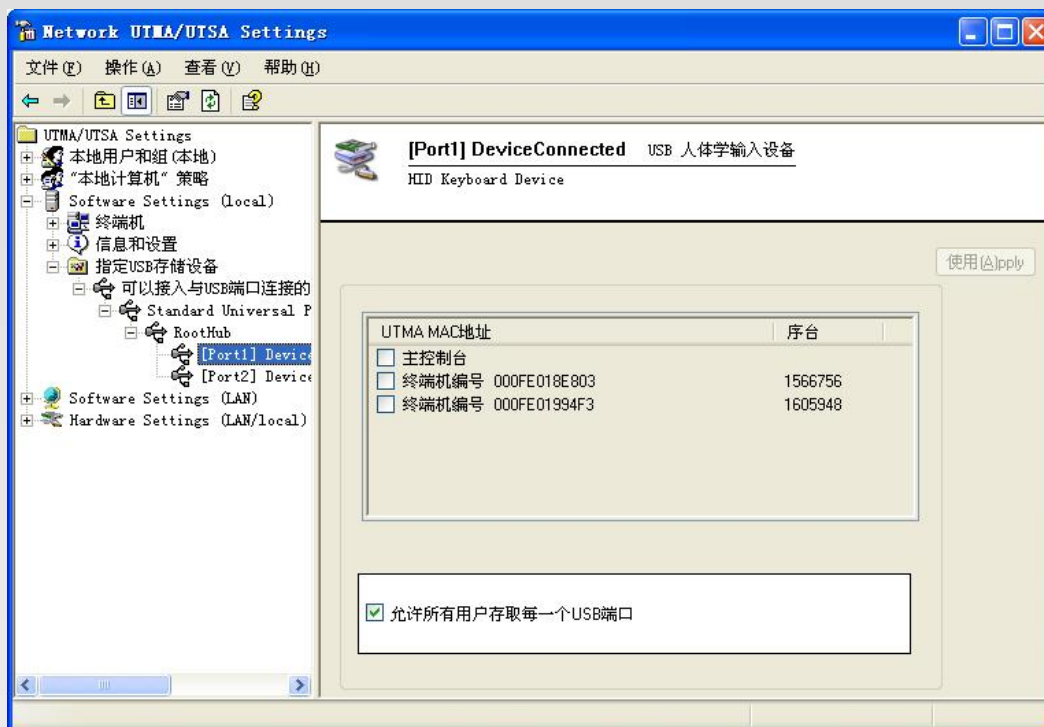 Network UTMA/UTSA Settings
文件(F) 操作(A) 查看(V) 帮助(H)
UTMA/UTSA Settings
本地用户和组(本地)
“本地计算机” 策略
Software Settings (local)
终端机
信息和设置
指定USB存储设备
可以接入与USB端口连接的
Standard Universal P
RootHub
[Port1] Device
[Port2] Device
Software Settings (LAN)
Hardware Settings (LAN/local)
[Port1] DeviceConnected USB 人体学输入设备
HID Keyboard Device
使用(A)pply
UTMA MAC地址 序台
主控制台
终端机编号 000FE018E803 1566756
终端机编号 000FE01994F3 1605948
允许所有用户存取每一个USB端口